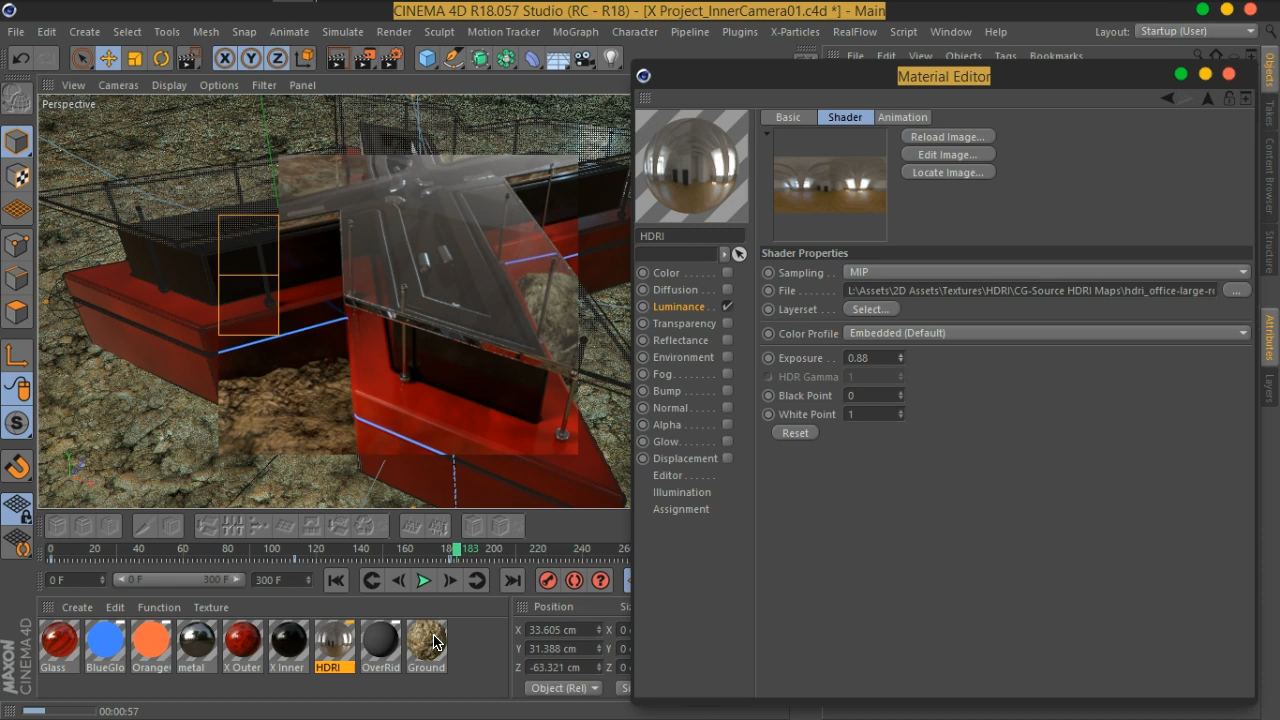 CINEMA 4D R18.057 Studio (RC - R18) - [X Project_InnerCamera01.c4d *] - Main
File Edit Create Select Tools Mesh Snap Animate Simulate Render Sculpt Motion Tracker MoGraph Character Pipeline Plugins X-Particles RealFlow Script Window Help Layout: Startup (User)
X Y Z
File Edit View Objects Tags Bookmarks
View Cameras Display Options Filter Panel
Perspective
Material Editor
Basic Shader Animation
Reload Image...
Edit Image...
Locate Image...
HDRI
Shader Properties
Sampling . . MIP
File . . . . . L:\Assets\2D Assets\Textures\HDRI\CG-Source HDRI Maps\hdri_office-large-ro ...
Layerset . . Select...
Color Profile Embedded (Default)
Exposure . . 0.88
HDR Gamma 1
Black Point 0
White Point 1
Reset
Color . . . . . .
Diffusion . . .
Luminance . .
Transparency
Reflectance
Environment
Fog. . . . . . .
Bump . . . . .
Normal . . . .
Alpha . . . . .
Glow. . . . . .
Displacement
Editor . . . . .
Illumination
Assignment
Objects
Takes
Content Browser
Structure
Attributes
Layers
S
0 20 40 60 80 100 120 140 160 183 200 220 240
0 F 0 F 300 F 300 F
Create Edit Function Texture
Glass BlueGlo Orange metal X Outer X Inner HDRI OverRid Ground
Position
X 33.605 cm X 0
Y 31.388 cm Y 0
Z -63.321 cm Z 0
Object (Rel)
MAXON CINEMA4D
00:00:57